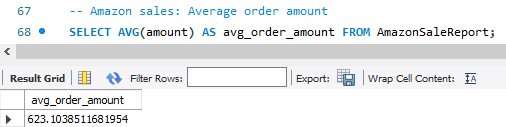 67 -- Amazon sales: Average order amount
68 SELECT AVG(amount) AS avg_order_amount FROM AmazonSaleReport;
Result Grid Filter Rows: Export: Wrap Cell Content: IA
avg_order_amount
623.1038511681954